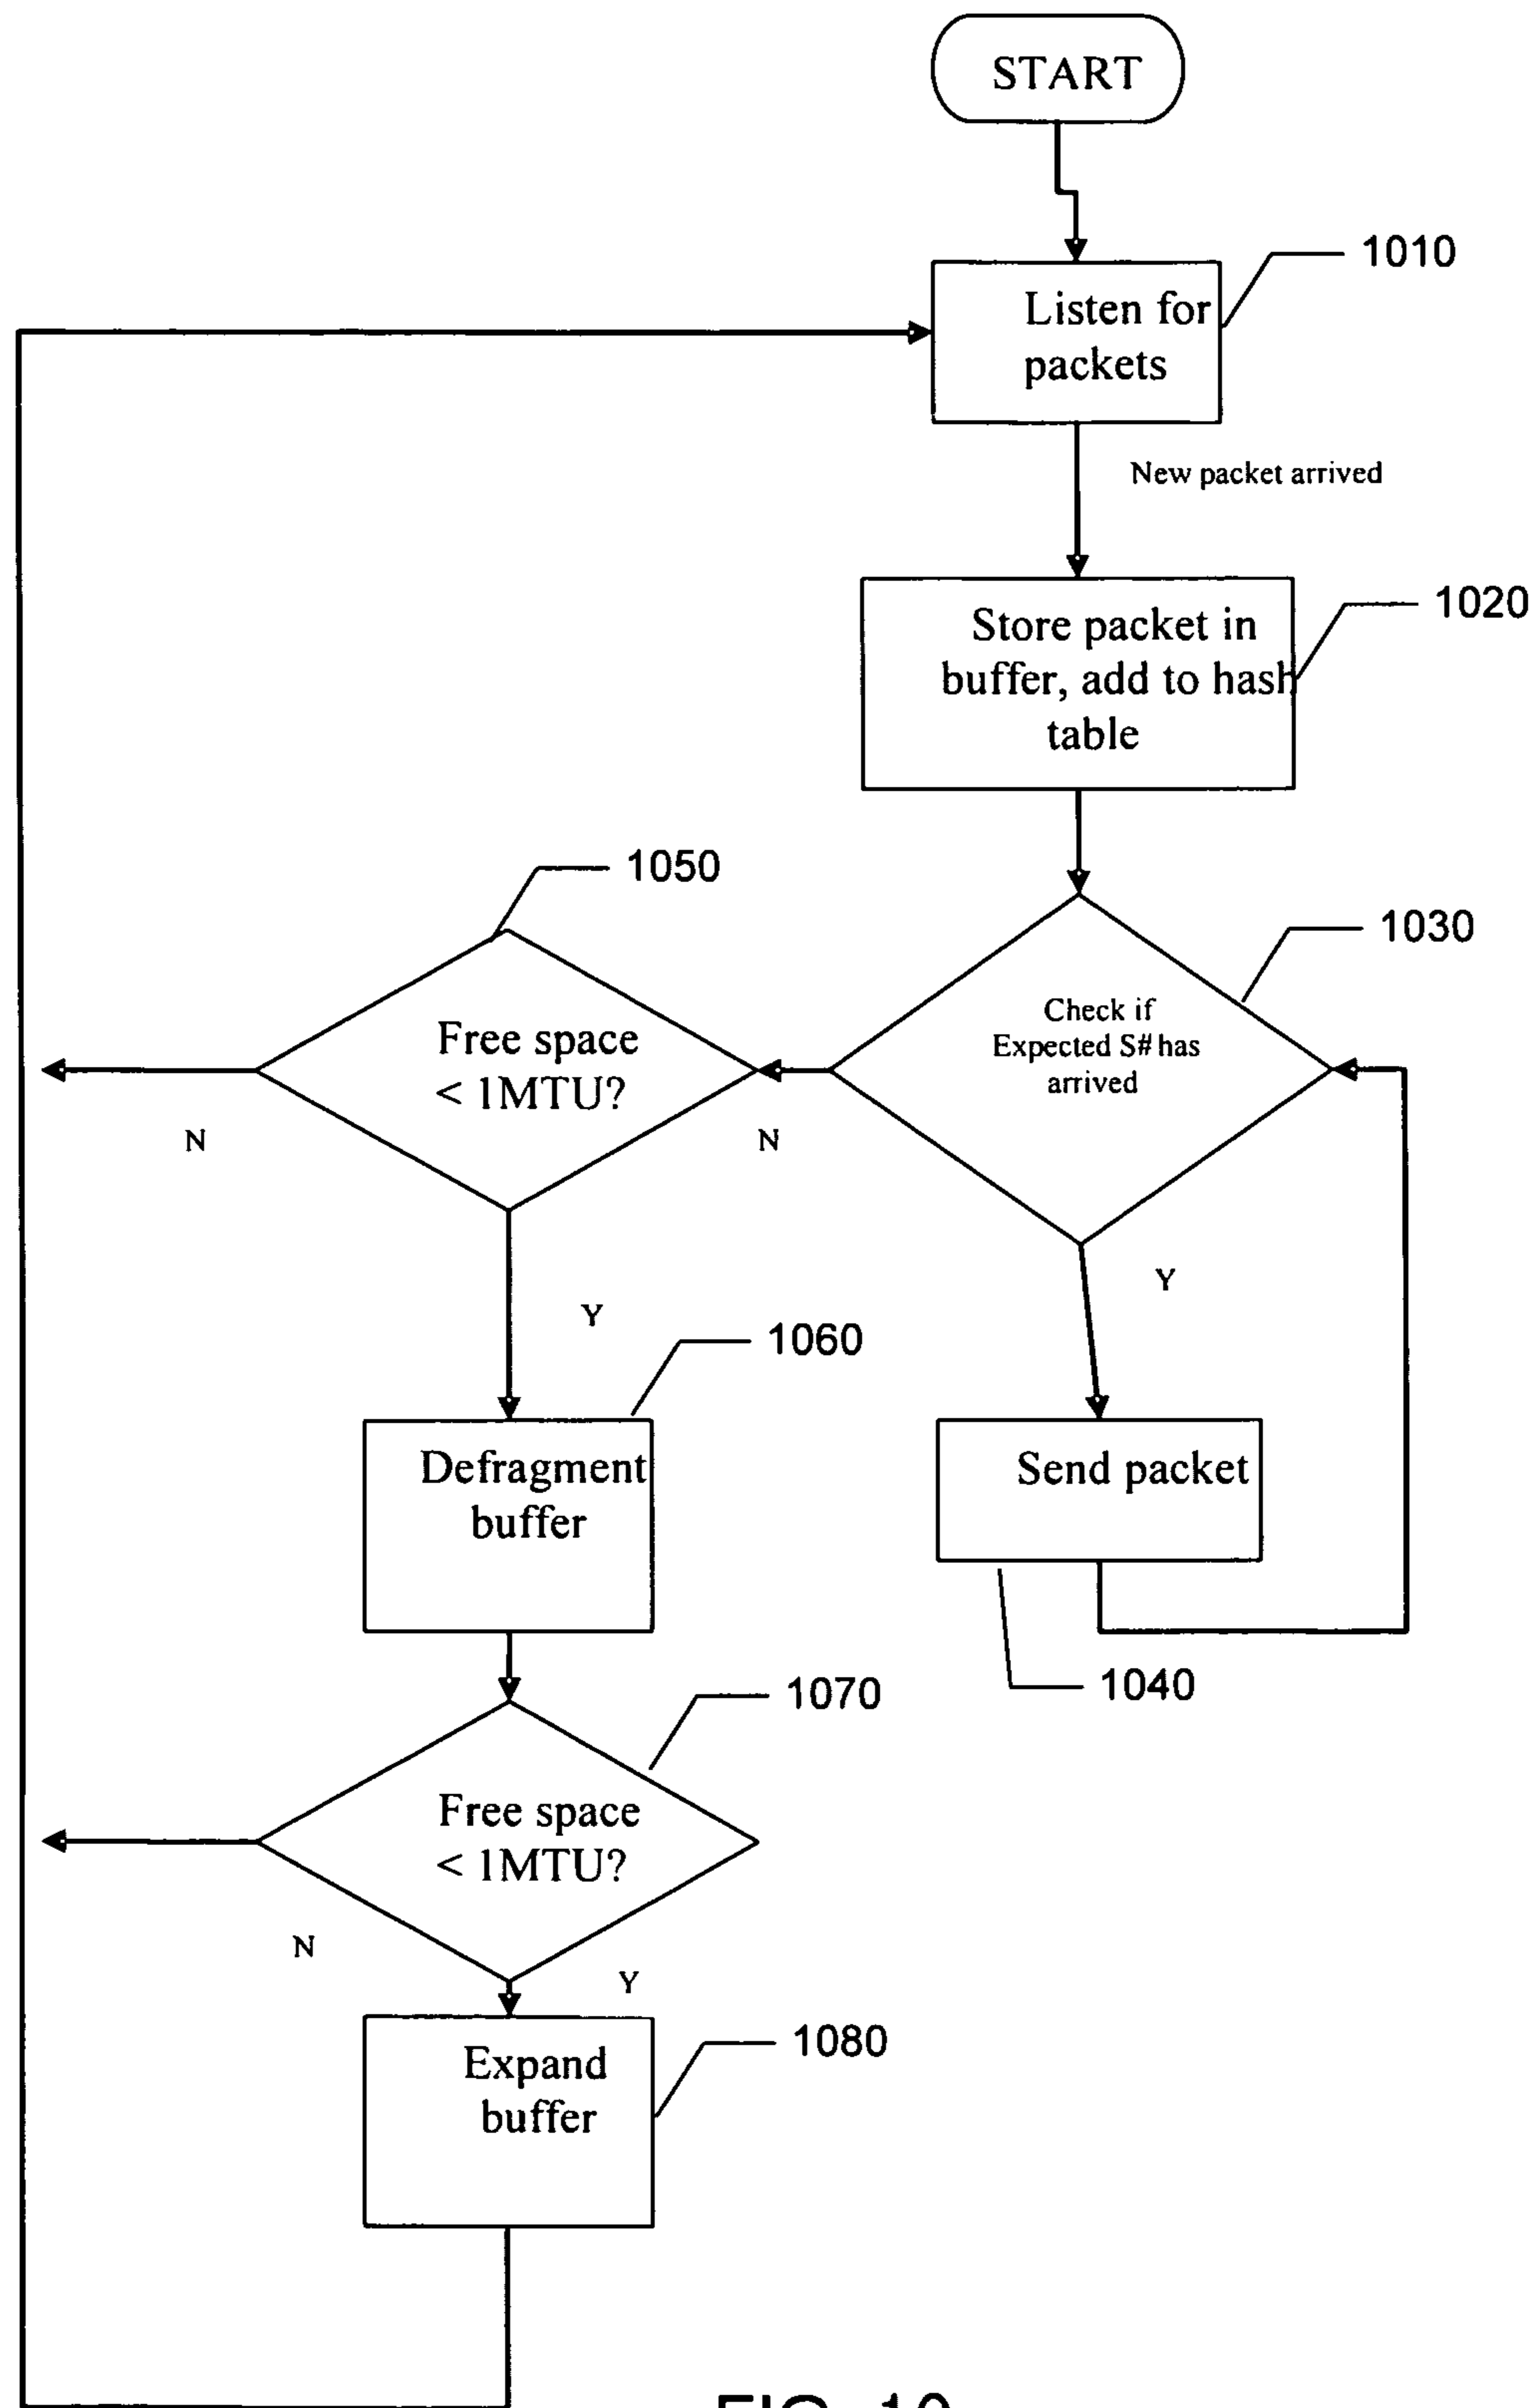 START
1010
Listen for
packets
New packet arrived
1020
Store packet in
buffer, add to hash
table
1050
1030
Check if
Expected S# has
arrived
Free space
< 1MTU?
N
N
Y
Y
1060
Defragment
buffer
Send packet
1040
1070
Free space
< 1MTU?
N
Y
1080
Expand
buffer
FIG. 10